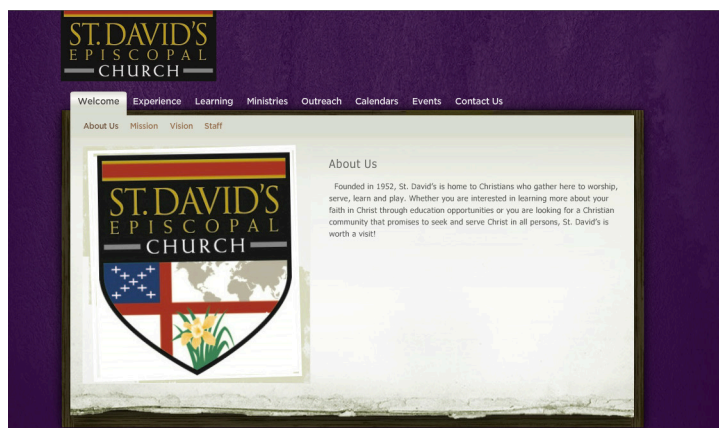 ST. DAVID'S
EPISCOPAL
CHURCH
Welcome Experience Learning Ministries Outreach Calendars Events Contact Us
About Us Mission Vision Staff
ST. DAVID'S
EPISCOPAL
CHURCH
About Us
Founded in 1952, St. David's is home to Christians who gather here to worship,
serve, learn and play. Whether you are interested in learning more about your
faith in Christ through education opportunities or you are looking for a Christian
community that promises to seek and serve Christ in all persons, St. David's is
worth a visit!